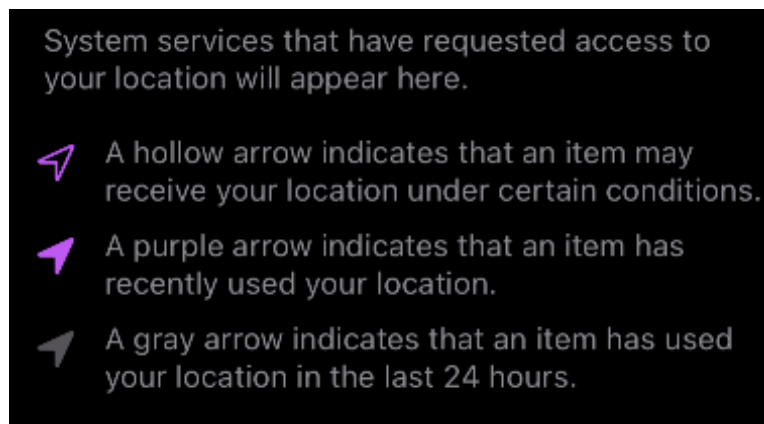 System services that have requested access to
your location will appear here.
A hollow arrow indicates that an item may
receive your location under certain conditions.
A purple arrow indicates that an item has
recently used your location.
A gray arrow indicates that an item has used
your location in the last 24 hours.